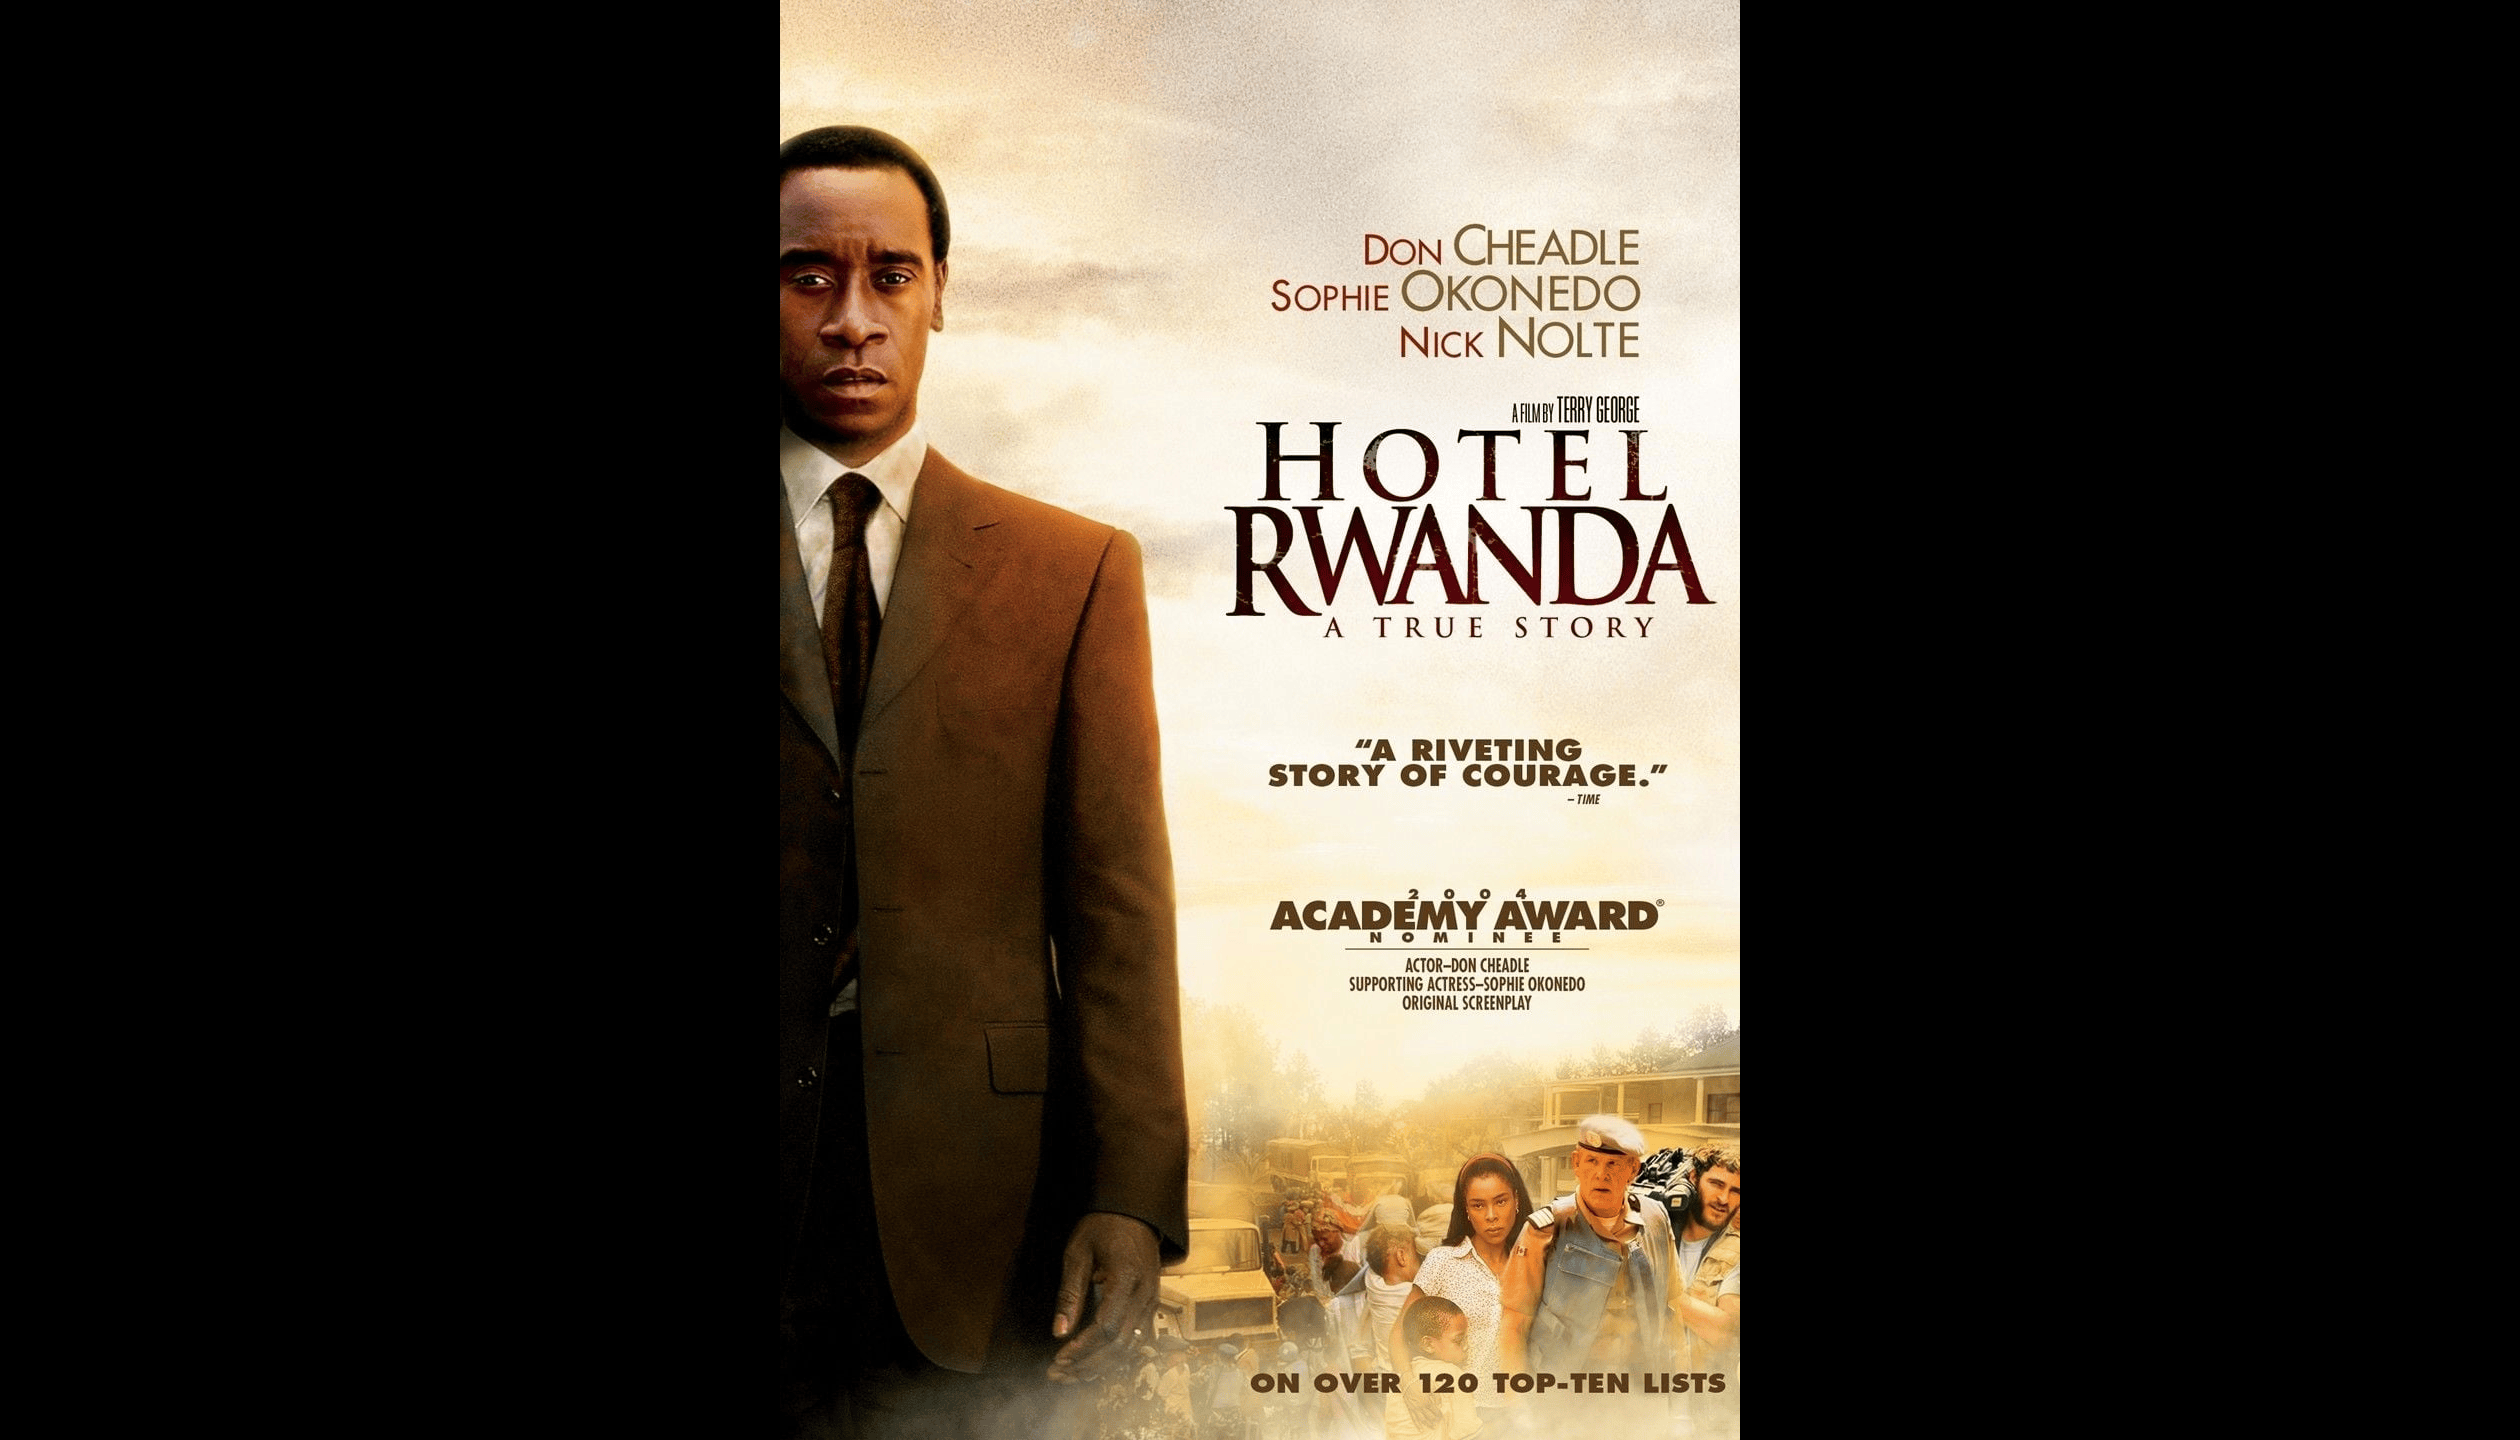 DON CHEADLE
SOPHIE OKONEDO
NICK NOLTE
A FILM BY TERRY GEORGE
HOTEL
RWANDA
A TRUE STORY
“A RIVETING
STORY OF COURAGE.”
– TIME
2004
ACADEMY AWARD®
NOMINEE
ACTOR–DON CHEADLE
SUPPORTING ACTRESS–SOPHIE OKONEDO
ORIGINAL SCREENPLAY
ON OVER 120 TOP-TEN LISTS